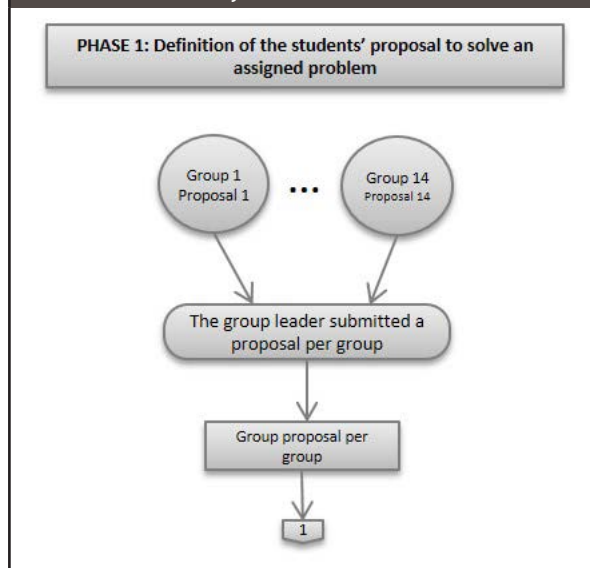 PHASE 1: Definition of the students' proposal to solve an
assigned problem
Group 1
Proposal 1
...
Group 14
Proposal 14
The group leader submitted a
proposal per group
Group proposal per
group
1